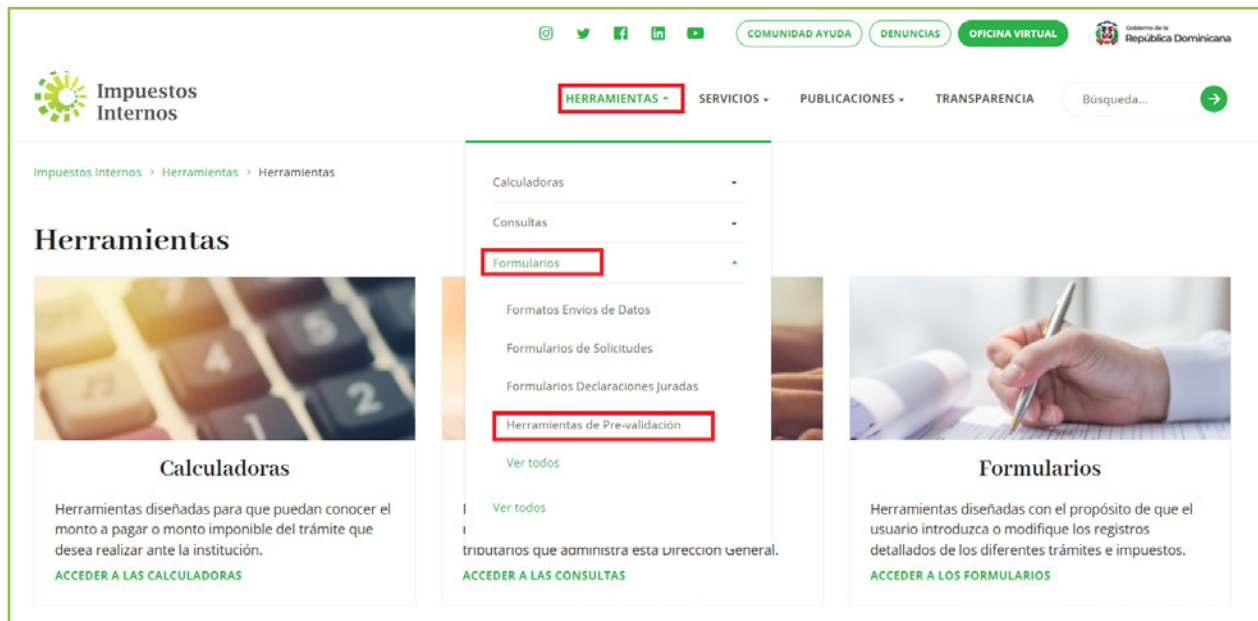 COMUNIDAD AYUDA
DENUNCIAS
OFICINA VIRTUAL
Gobierno de la
República Dominicana
Impuestos
Internos
HERRAMIENTAS
SERVICIOS
PUBLICACIONES
TRANSPARENCIA
Búsqueda...
Impuestos Internos > Herramientas > Herramientas
Herramientas
Calculadoras
Consultas
Formularios
Formatos Envíos de Datos
Formularios de Solicitudes
Formularios Declaraciones Juradas
Herramientas de Pre-validación
Ver todos
Ver todos
Calculadoras
Herramientas diseñadas para que puedan conocer el
monto a pagar o monto imponible del trámite que
desea realizar ante la institución.
ACCEDER A LAS CALCULADORAS
tributarios que administra esta Dirección General.
ACCEDER A LAS CONSULTAS
Formularios
Herramientas diseñadas con el propósito de que el
usuario introduzca o modifique los registros
detallados de los diferentes trámites e impuestos.
ACCEDER A LOS FORMULARIOS